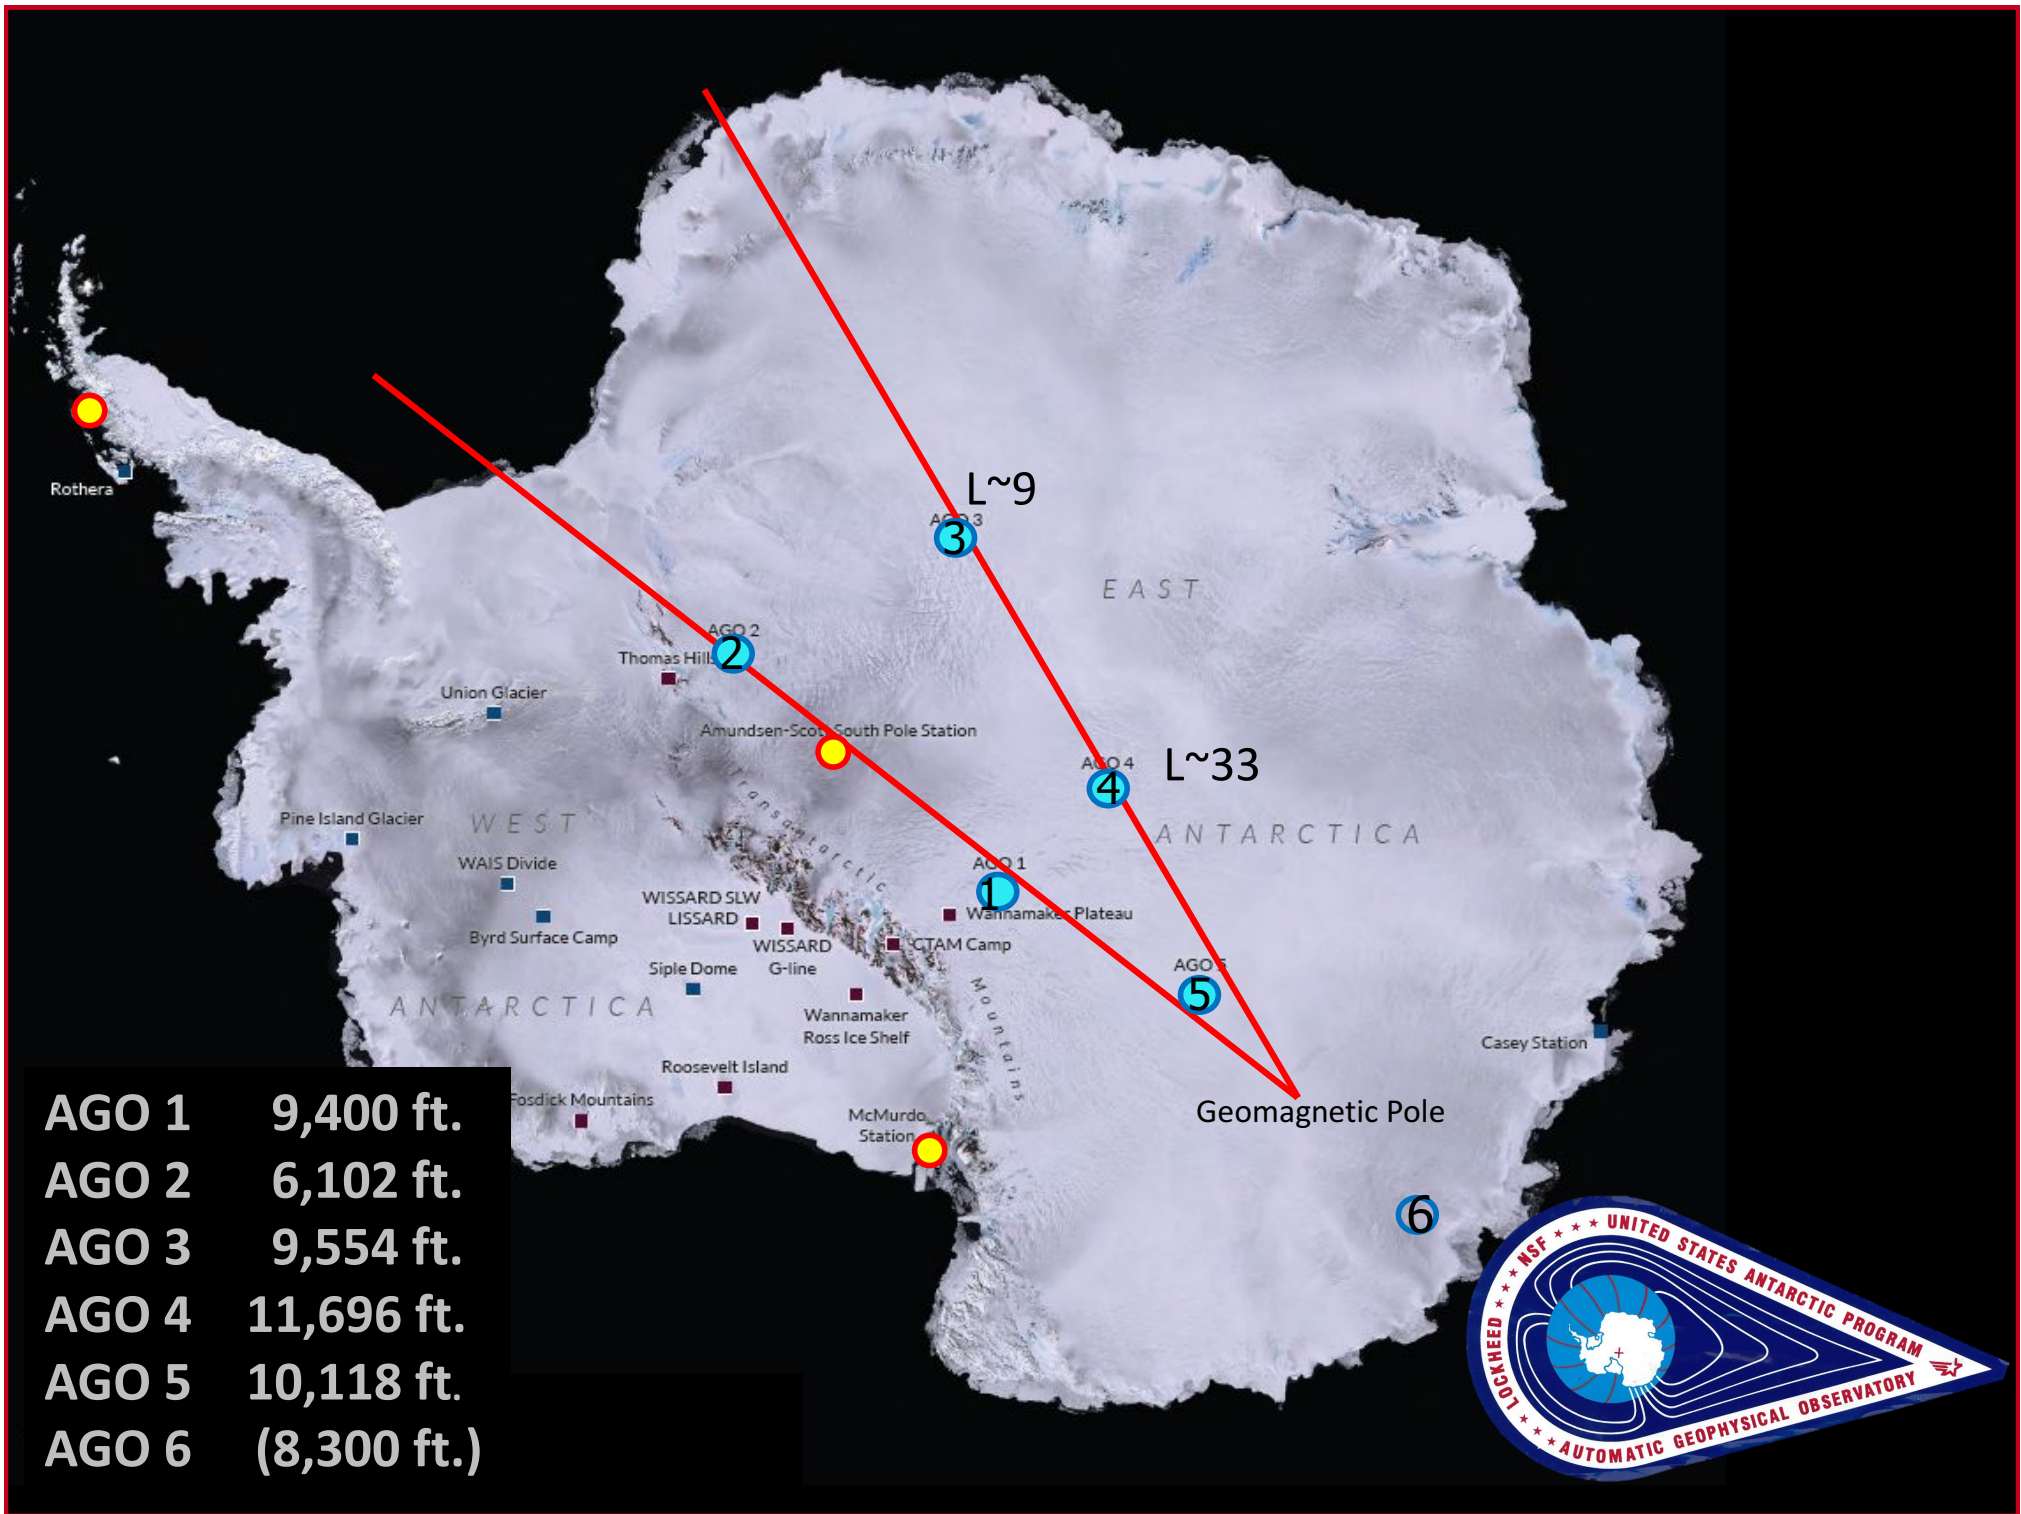 L~9
AGO 3
3
EAST
AGO 2
2
Thomas Hills
Rothera
Union Glacier
Amundsen-Scott South Pole Station
L~33
AGO 4
4
Transantarctic
Mountains
Pine Island Glacier
WEST
ANTARCTICA
WAIS Divide
AGO 1
1
WISSARD SLW
LISSARD
Wannamaker Plateau
Byrd Surface Camp
WISSARD
G-line
CTAM Camp
Siple Dome
AGO 5
5
ANTARCTICA
Wannamaker
Ross Ice Shelf
Casey Station
Roosevelt Island
Fosdick Mountains
McMurdo
Station
Geomagnetic Pole
6
AGO 1 9,400 ft.
AGO 2 6,102 ft.
AGO 3 9,554 ft.
AGO 4 11,696 ft.
AGO 5 10,118 ft.
AGO 6 (8,300 ft.)
LOCKHEED ★★★★ NSF ★★★ UNITED STATES ANTARCTIC PROGRAM
★★★★ AUTOMATIC GEOPHYSICAL OBSERVATORY